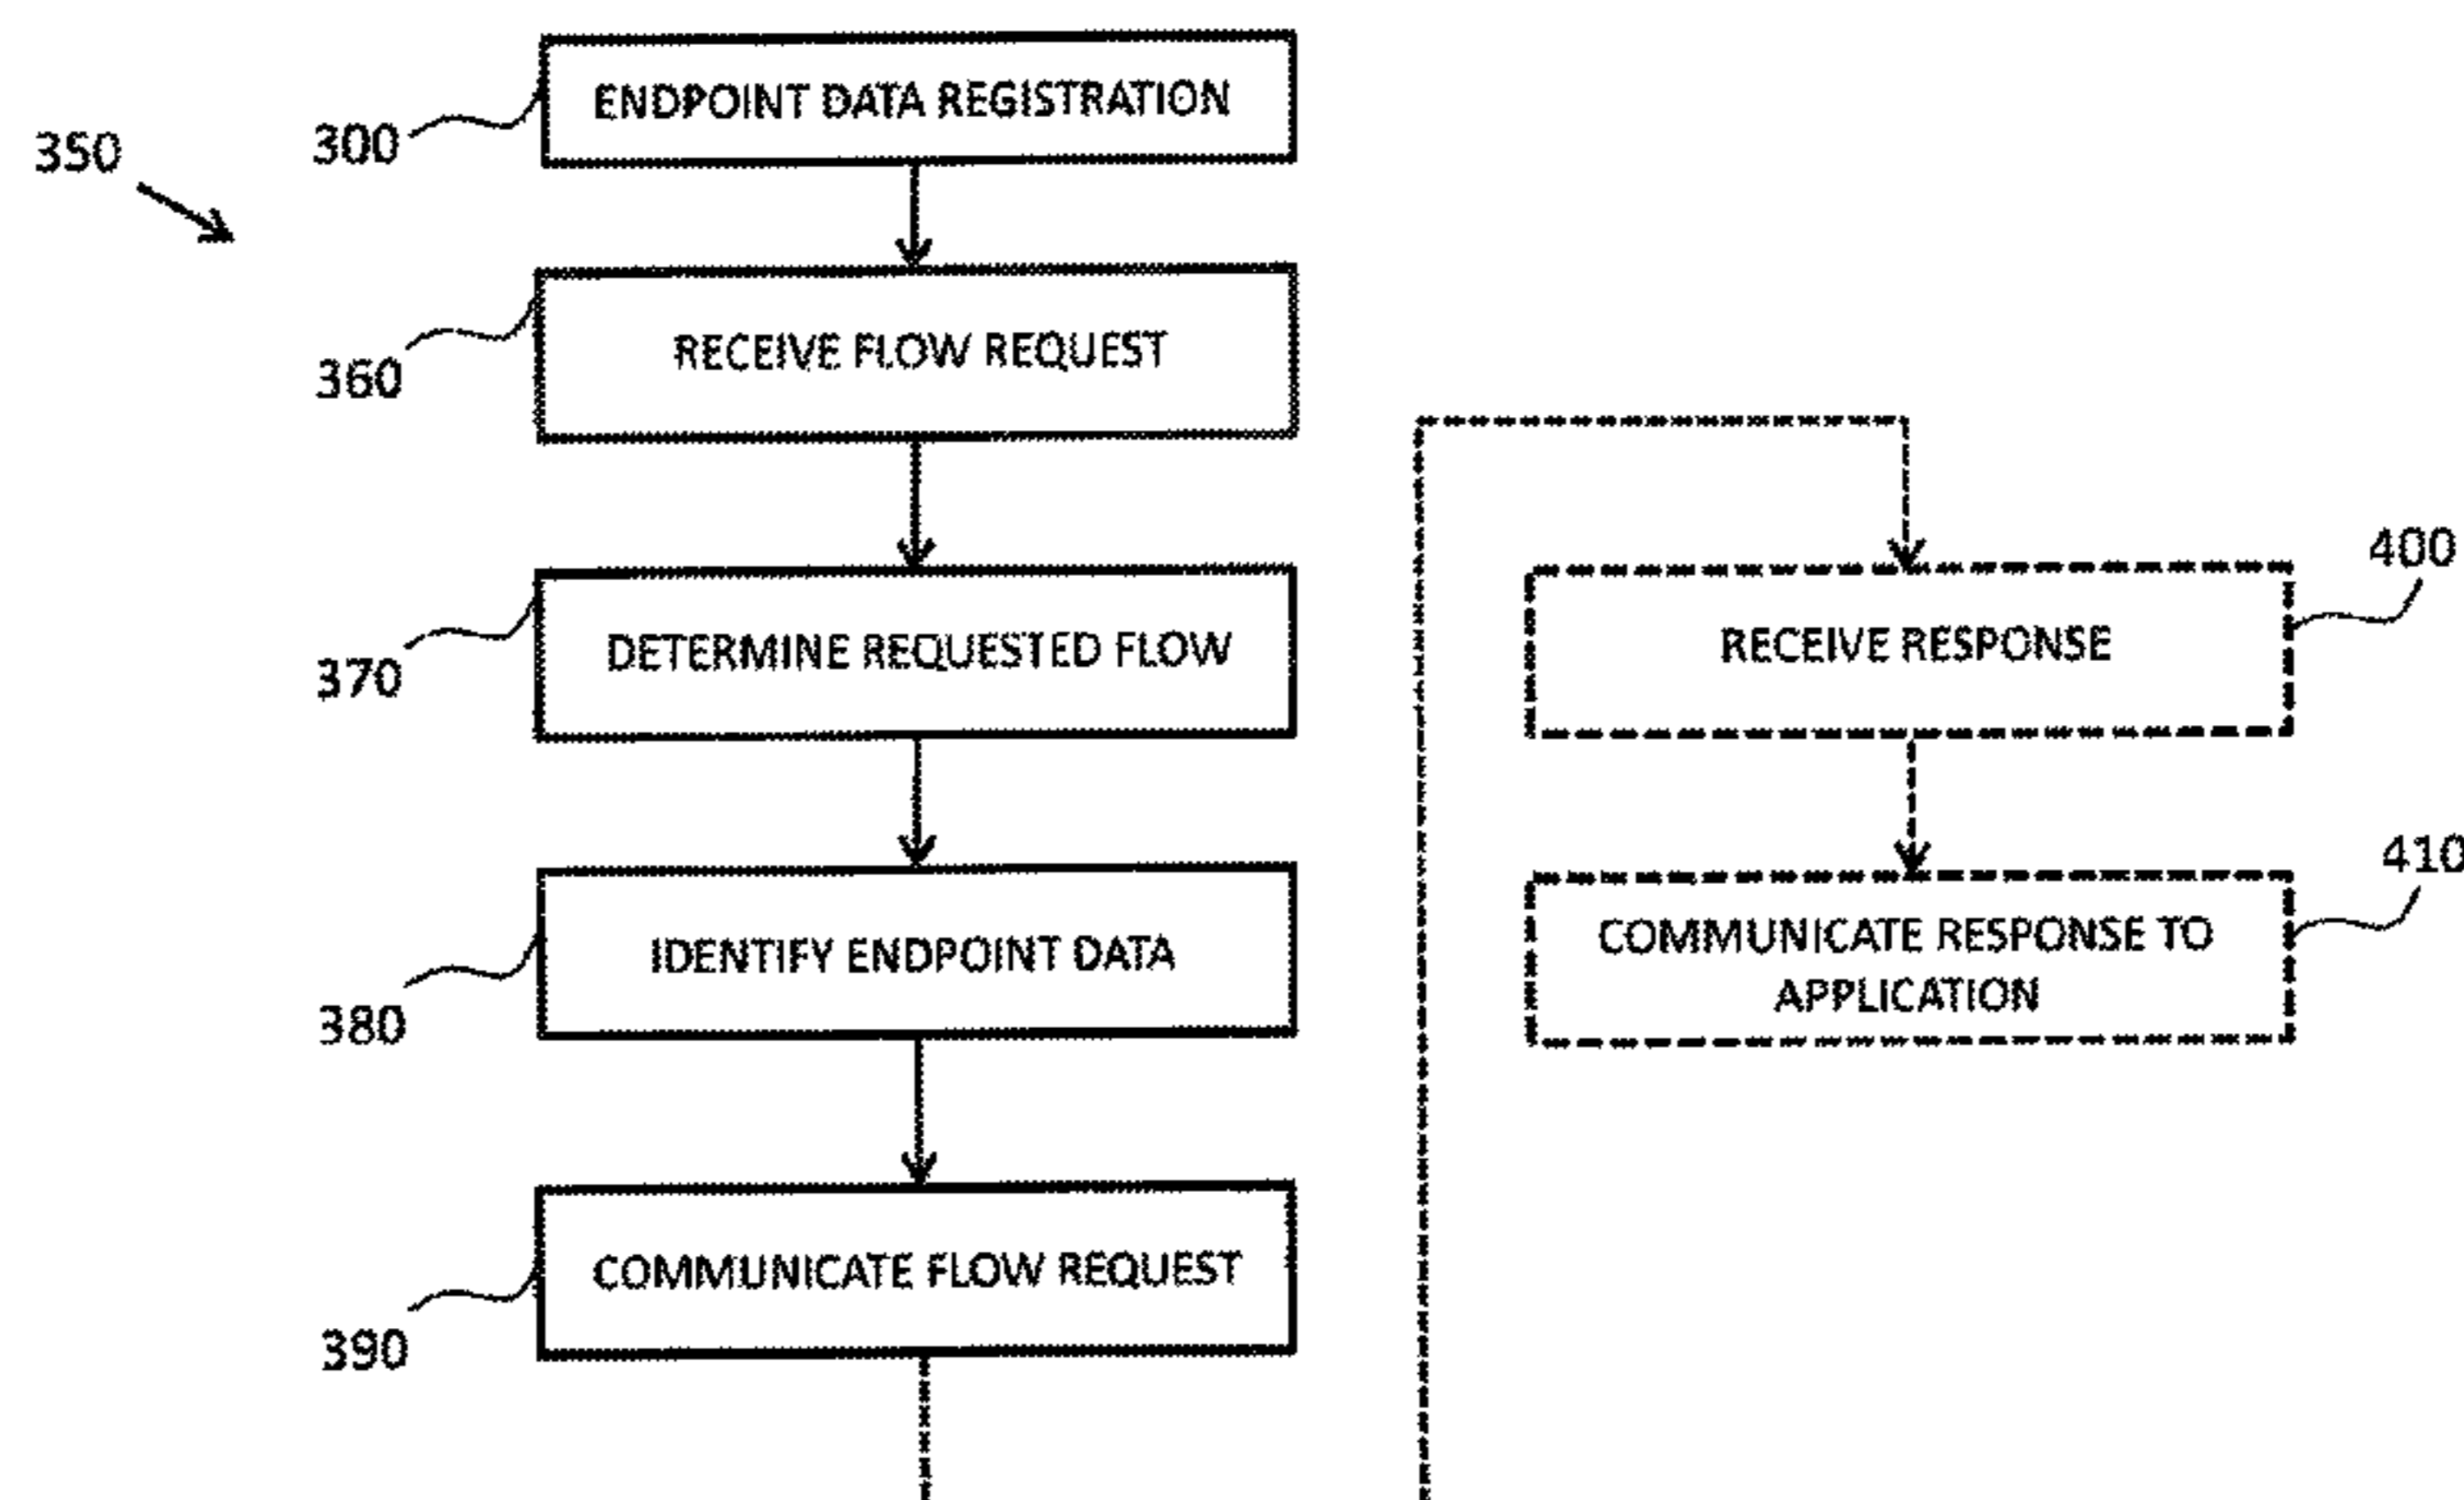 350
300
ENDPOINT DATA REGISTRATION
360
RECEIVE FLOW REQUEST
370
DETERMINE REQUESTED FLOW
380
IDENTIFY ENDPOINT DATA
390
COMMUNICATE FLOW REQUEST
400
RECEIVE RESPONSE
410
COMMUNICATE RESPONSE TO
APPLICATION